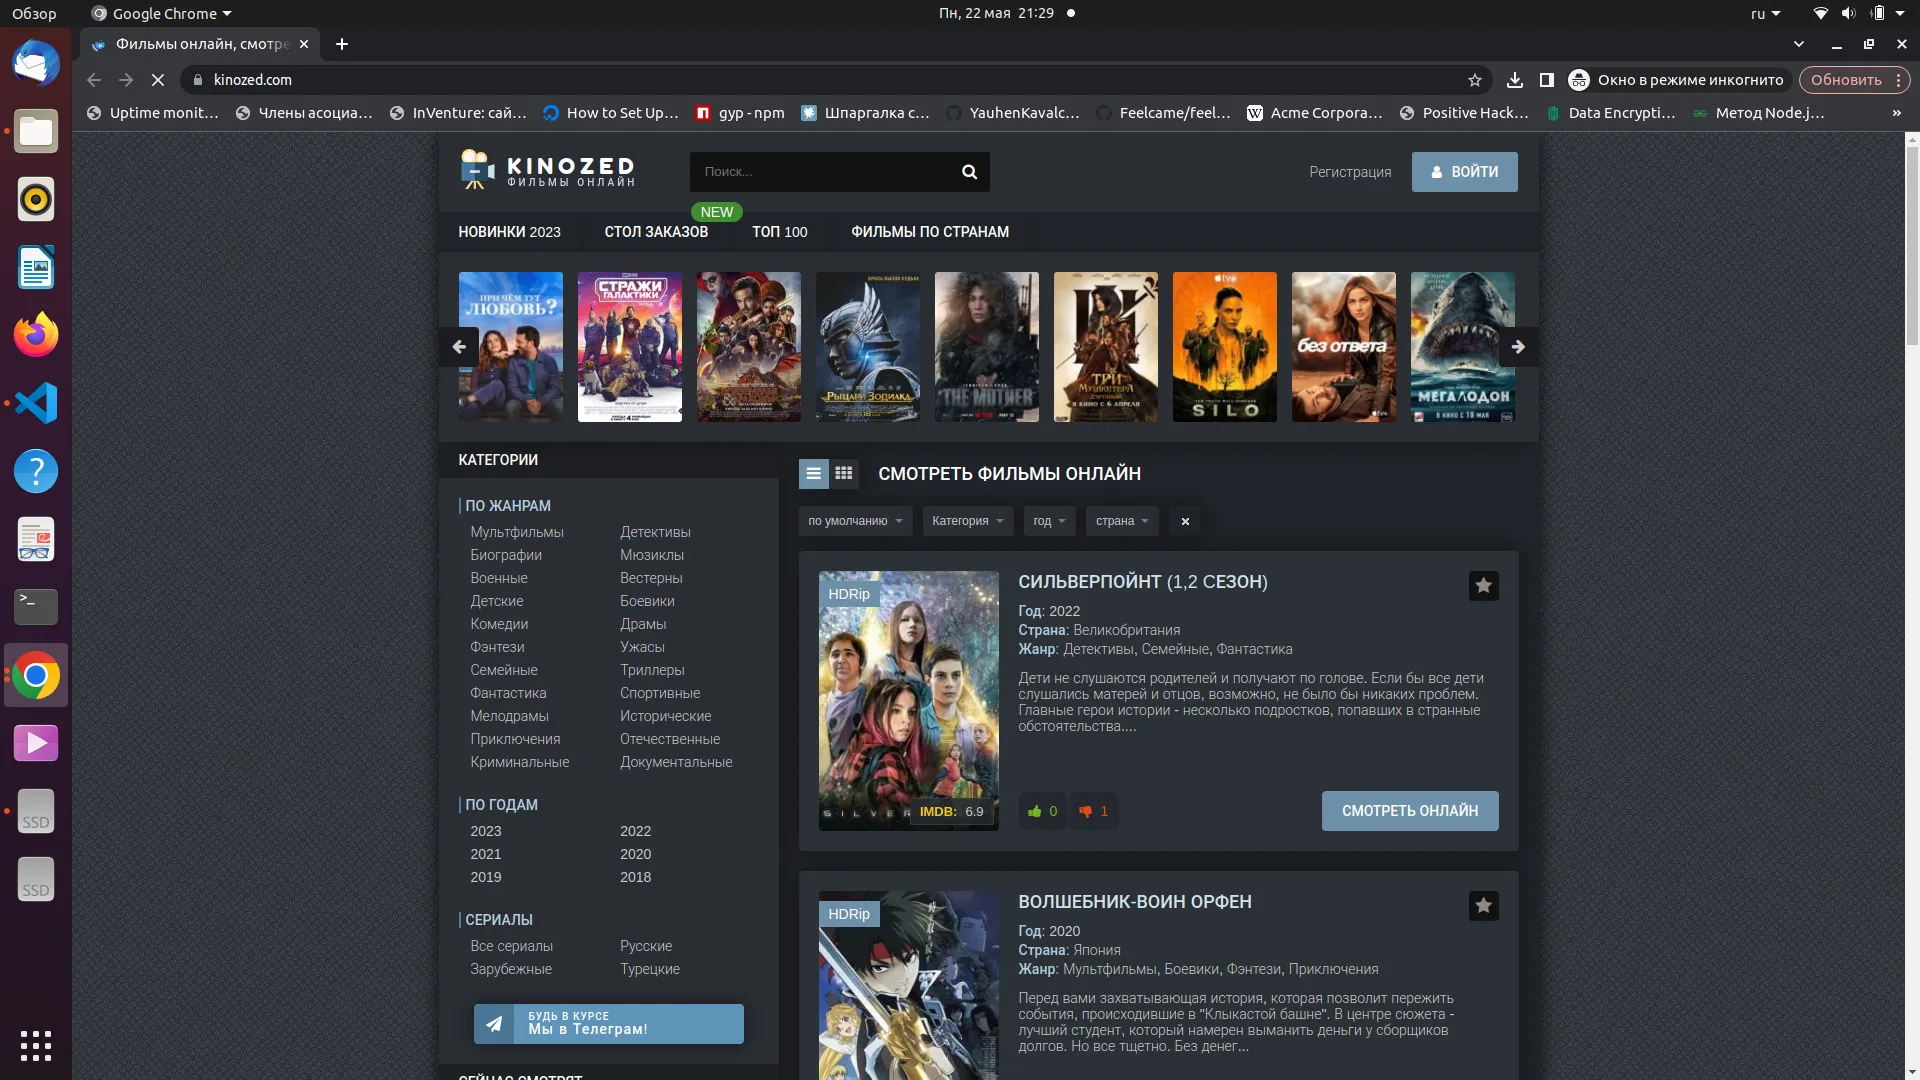 Обзор
Google Chrome
Пн, 22 мая 21:29
ru
Фильмы онлайн, смотре
kinozed.com
Окно в режиме инкогнито
Обновить
Uptime monit…
Члены асоциа…
InVenture: сай…
How to Set Up…
gyp - npm
Шпаргалка с…
YauhenKavalc…
Feelcame/feel…
Acme Corpora…
Positive Hack…
Data Encrypti…
Метод Node.j…
»
KINOZED
ФИЛЬМЫ ОНЛАЙН
Поиск...
Регистрация
ВОЙТИ
NEW
НОВИНКИ 2023
СТОЛ ЗАКАЗОВ
ТОП 100
ФИЛЬМЫ ПО СТРАНАМ
ПРИ ЧЁМ ТУТ
ЛЮБОВЬ?
СТРАЖИ
ГАЛАКТИКИ
РЫЦАРИ ЗОДИАКА
THE MOTHER
ТРИ
МУШКЕТЕРА
В КИНО С 6 АПРЕЛЯ
tv+
SILO
без ответа
МЕГАЛОДОН
В КИНО С 18 МАЯ
КАТЕГОРИИ
ПО ЖАНРАМ
Мультфильмы
Детективы
Биографии
Мюзиклы
Военные
Вестерны
Детские
Боевики
Комедии
Драмы
Фэнтези
Ужасы
Семейные
Триллеры
Фантастика
Спортивные
Мелодрамы
Исторические
Приключения
Отечественные
Криминальные
Документальные
ПО ГОДАМ
2023
2022
2021
2020
2019
2018
СЕРИАЛЫ
Все сериалы
Русские
Зарубежные
Турецкие
БУДЬ В КУРСЕ
Мы в Телеграм!
СЕЙЧАС СМОТРЯТ
СМОТРЕТЬ ФИЛЬМЫ ОНЛАЙН
по умолчанию
Категория
год
страна
HDRip
IMDB: 6.9
СИЛЬВЕРПОЙНТ (1,2 СЕЗОН)
Год: 2022
Страна: Великобритания
Жанр: Детективы, Семейные, Фантастика
Дети не слушаются родителей и получают по голове. Если бы все дети
слушались матерей и отцов, возможно, не было бы никаких проблем.
Главные герои истории - несколько подростков, попавших в странные
обстоятельства....
0
1
СМОТРЕТЬ ОНЛАЙН
HDRip
ВОЛШЕБНИК-ВОИН ОРФЕН
Год: 2020
Страна: Япония
Жанр: Мультфильмы, Боевики, Фэнтези, Приключения
Перед вами захватывающая история, которая позволит пережить
события, происходившие в "Клыкастой башне". В центре сюжета -
лучший студент, который намерен выманить деньги у сборщиков
долгов. Но все тщетно. Без денег...
SSD
SSD